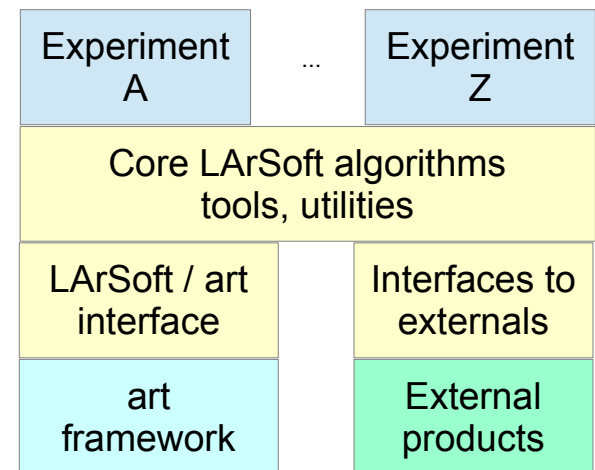 Experiment
A
...
Experiment
Z
Core LArSoft algorithms
tools, utilities
LArSoft / art
interface
Interfaces to
externals
art
framework
External
products